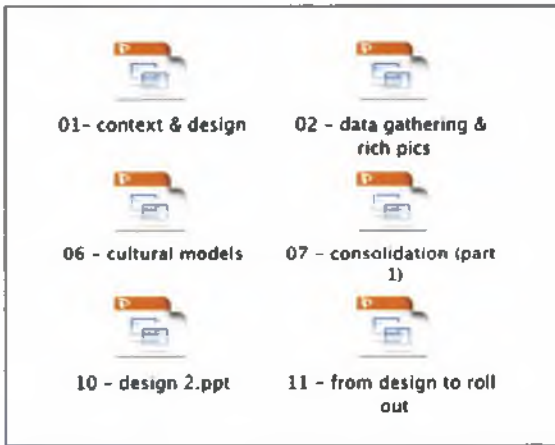 01- context & design
02 - data gathering &
rich pics
06 - cultural models
07 - consolidation (part
1)
10 - design 2.ppt
11 - from design to roll
out